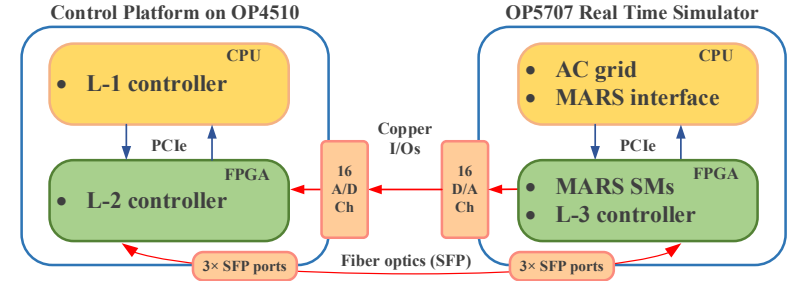 Control Platform on OP4510
OP5707 Real Time Simulator
CPU
• L-1 controller
PCIe
FPGA
• L-2 controller
16
A/D
Ch
Copper
I/Os
16
D/A
Ch
CPU
• AC grid
• MARS interface
PCIe
FPGA
• MARS SMs
• L-3 controller
3× SFP ports
Fiber optics (SFP)
3× SFP ports